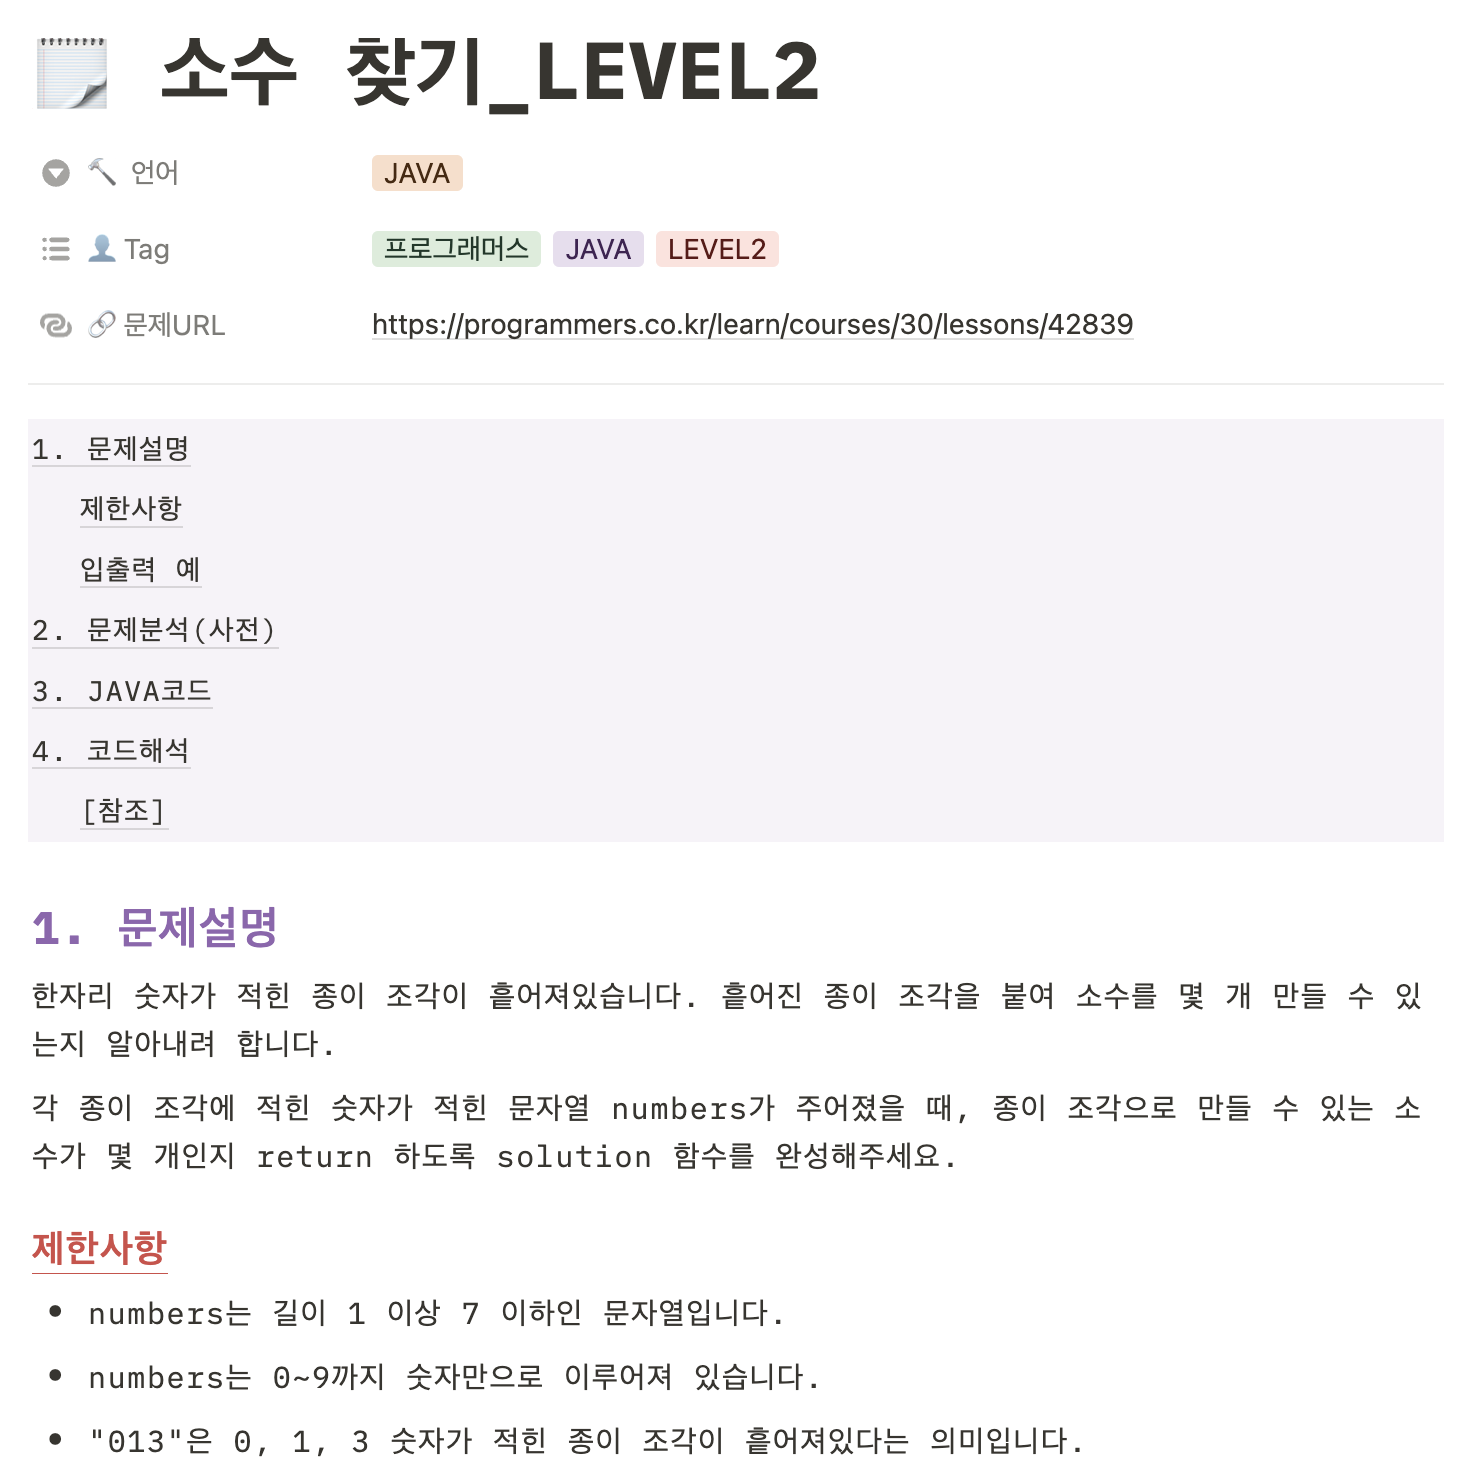 소수 찾기_LEVEL2
언어 JAVA
Tag 프로그래머스 JAVA LEVEL2
문제URL https://programmers.co.kr/learn/courses/30/lessons/42839
1. 문제설명
제한사항
입출력 예
2. 문제분석(사전)
3. JAVA코드
4. 코드해석
[참조]
1. 문제설명
한자리 숫자가 적힌 종이 조각이 흩어져있습니다. 흩어진 종이 조각을 붙여 소수를 몇 개 만들 수 있
는지 알아내려 합니다.
각 종이 조각에 적힌 숫자가 적힌 문자열 numbers가 주어졌을 때, 종이 조각으로 만들 수 있는 소
수가 몇 개인지 return 하도록 solution 함수를 완성해주세요.
제한사항
• numbers는 길이 1 이상 7 이하인 문자열입니다.
• numbers는 0~9까지 숫자만으로 이루어져 있습니다.
• "013"은 0, 1, 3 숫자가 적힌 종이 조각이 흩어져있다는 의미입니다.